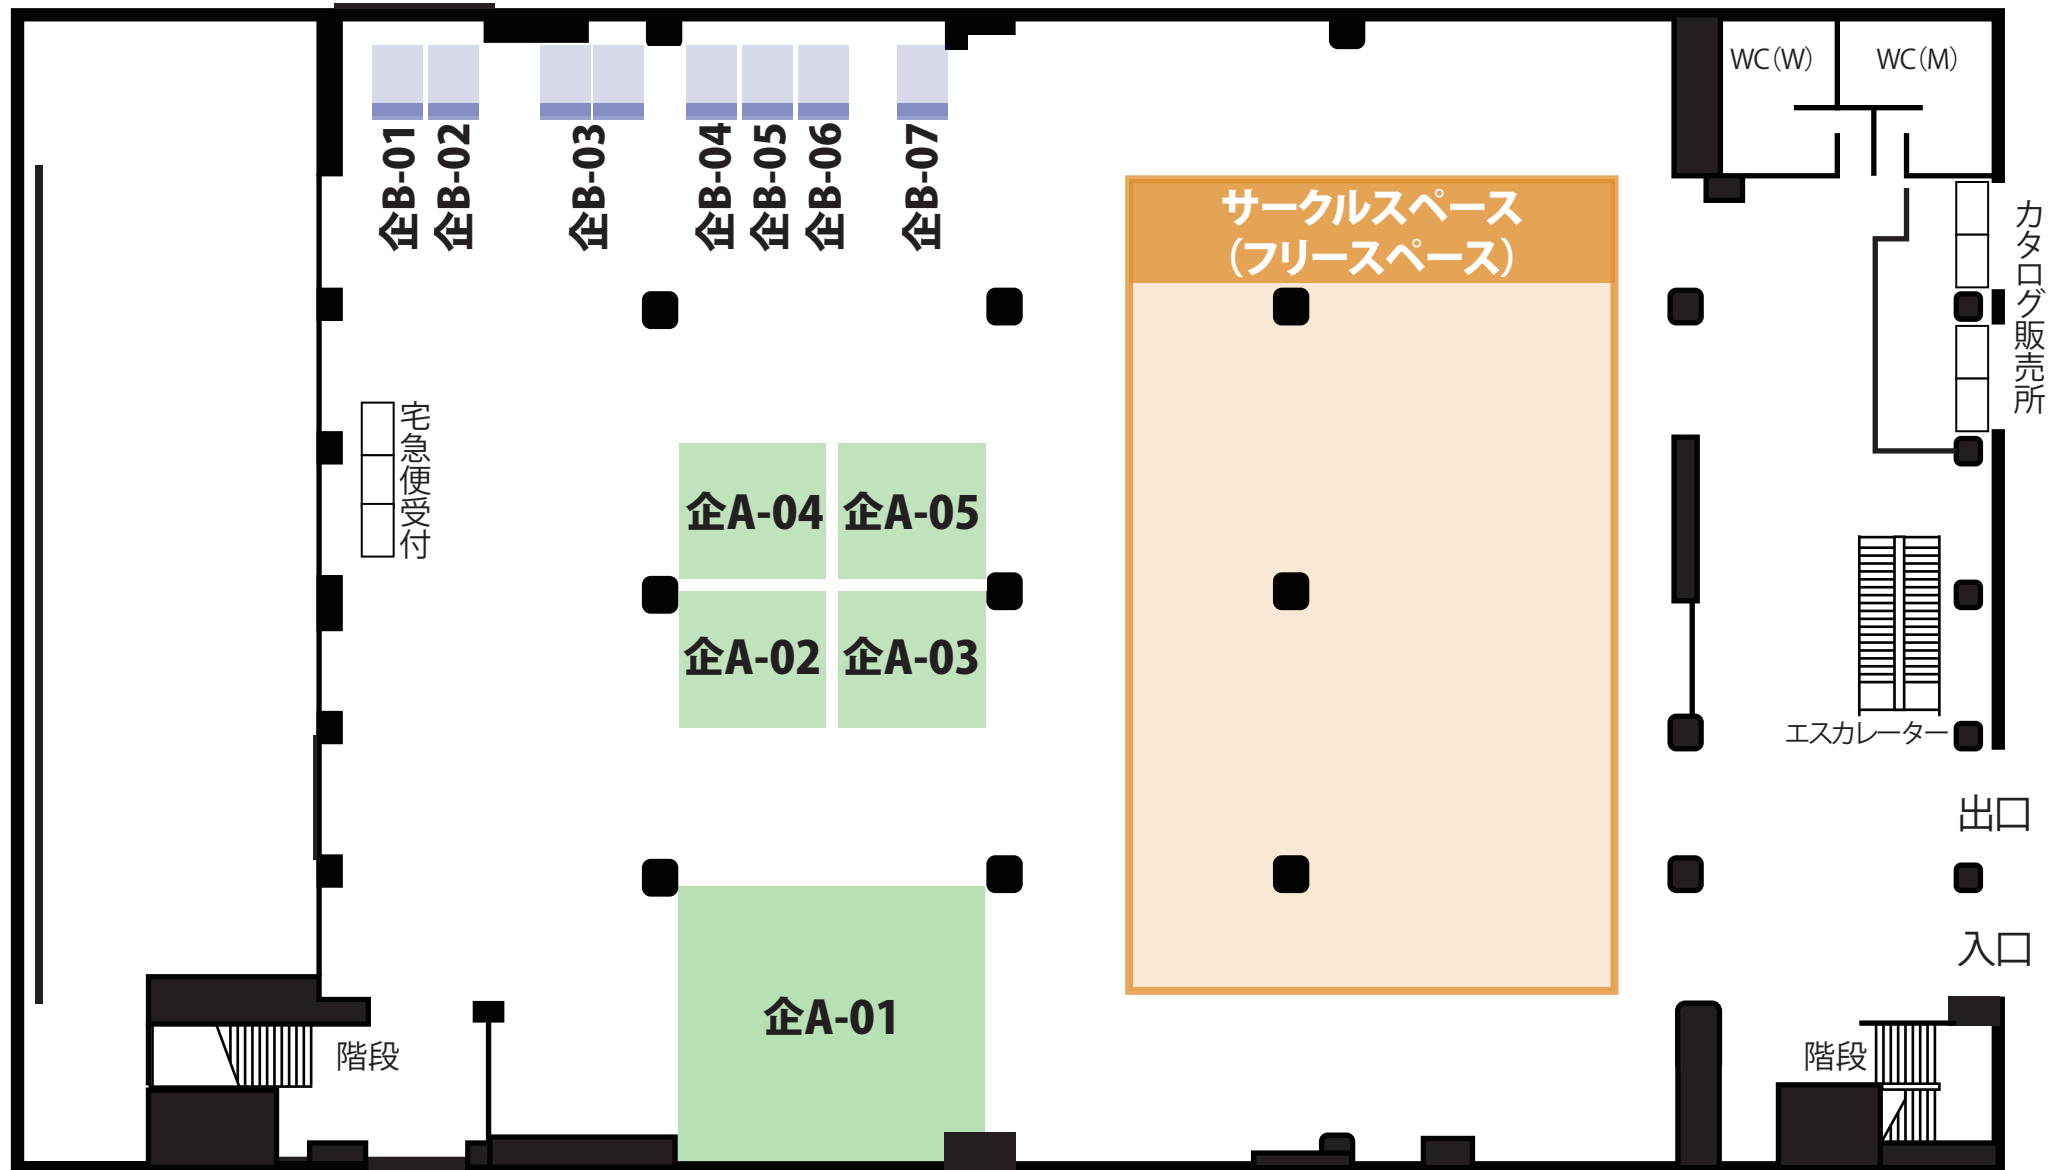 WC(W)
WC(M)
企B-01
企B-02
企B-03
企B-04
企B-05
企B-06
企B-07
サークルスペース
(フリースペース)
カタログ販売所
宅急便受付
企A-04
企A-05
企A-02
企A-03
エスカレーター
出口
入口
企A-01
階段
階段